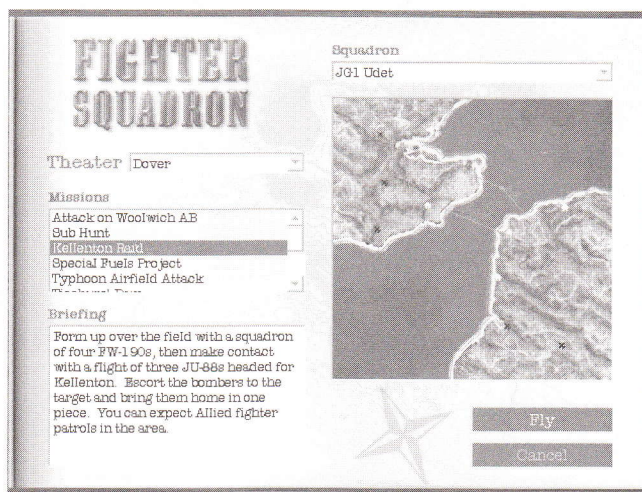 FIGHTER
SQUADRON
Theater Dover
Missions
Attack on Woolwich AB
Sub Hunt
Kellenton Raid
Special Fuels Project
Typhoon Airfield Attack
Briefing
Form up over the field with a squadron
of four FW-190s, then make contact
with a flight of three JU-88s headed for
Kellenton. Escort the bombers to the
target and bring them home in one
piece. You can expect Allied fighter
patrols in the area.
Squadron
JG1 Udet
Fly
Cancel